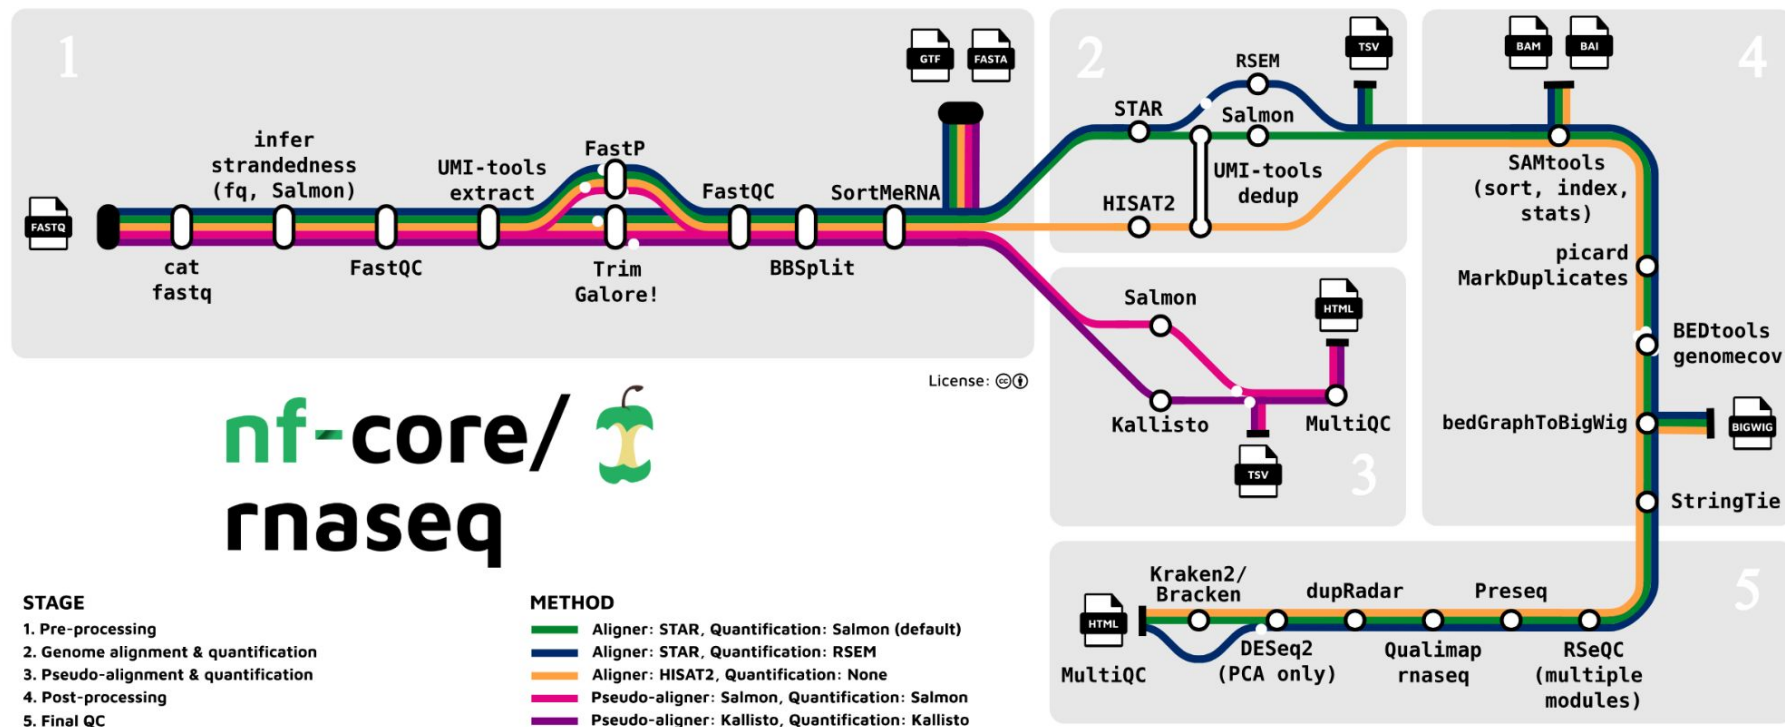 1
GTF
FASTA
infer
strandedness
(fq, Salmon)
UMI-tools
extract
FastP
FastQC
SortMeRNA
FASTQ
cat
fastq
FastQC
Trim
Galore!
BBSplit
2
TSV
RSEM
STAR
Salmon
UMI-tools
dedup
HISAT2
Salmon
HTML
Kallisto
MultiQC
TSV
3
BAM
BAI
4
SAMtools
(sort, index,
stats)
picard
MarkDuplicates
BEDtools
genomecov
bedGraphToBigWig
BIGWIG
StringTie
5
Kraken2/
Bracken
dupRadar
Preseq
HTML
MultiQC
DESeq2
(PCA only)
Qualimap
rnaseq
RSeQC
(multiple
modules)
License:
nf-core/
rnaseq
STAGE
1. Pre-processing
2. Genome alignment & quantification
3. Pseudo-alignment & quantification
4. Post-processing
5. Final QC
METHOD
Aligner: STAR, Quantification: Salmon (default)
Aligner: STAR, Quantification: RSEM
Aligner: HISAT2, Quantification: None
Pseudo-aligner: Salmon, Quantification: Salmon
Pseudo-aligner: Kallisto, Quantification: Kallisto